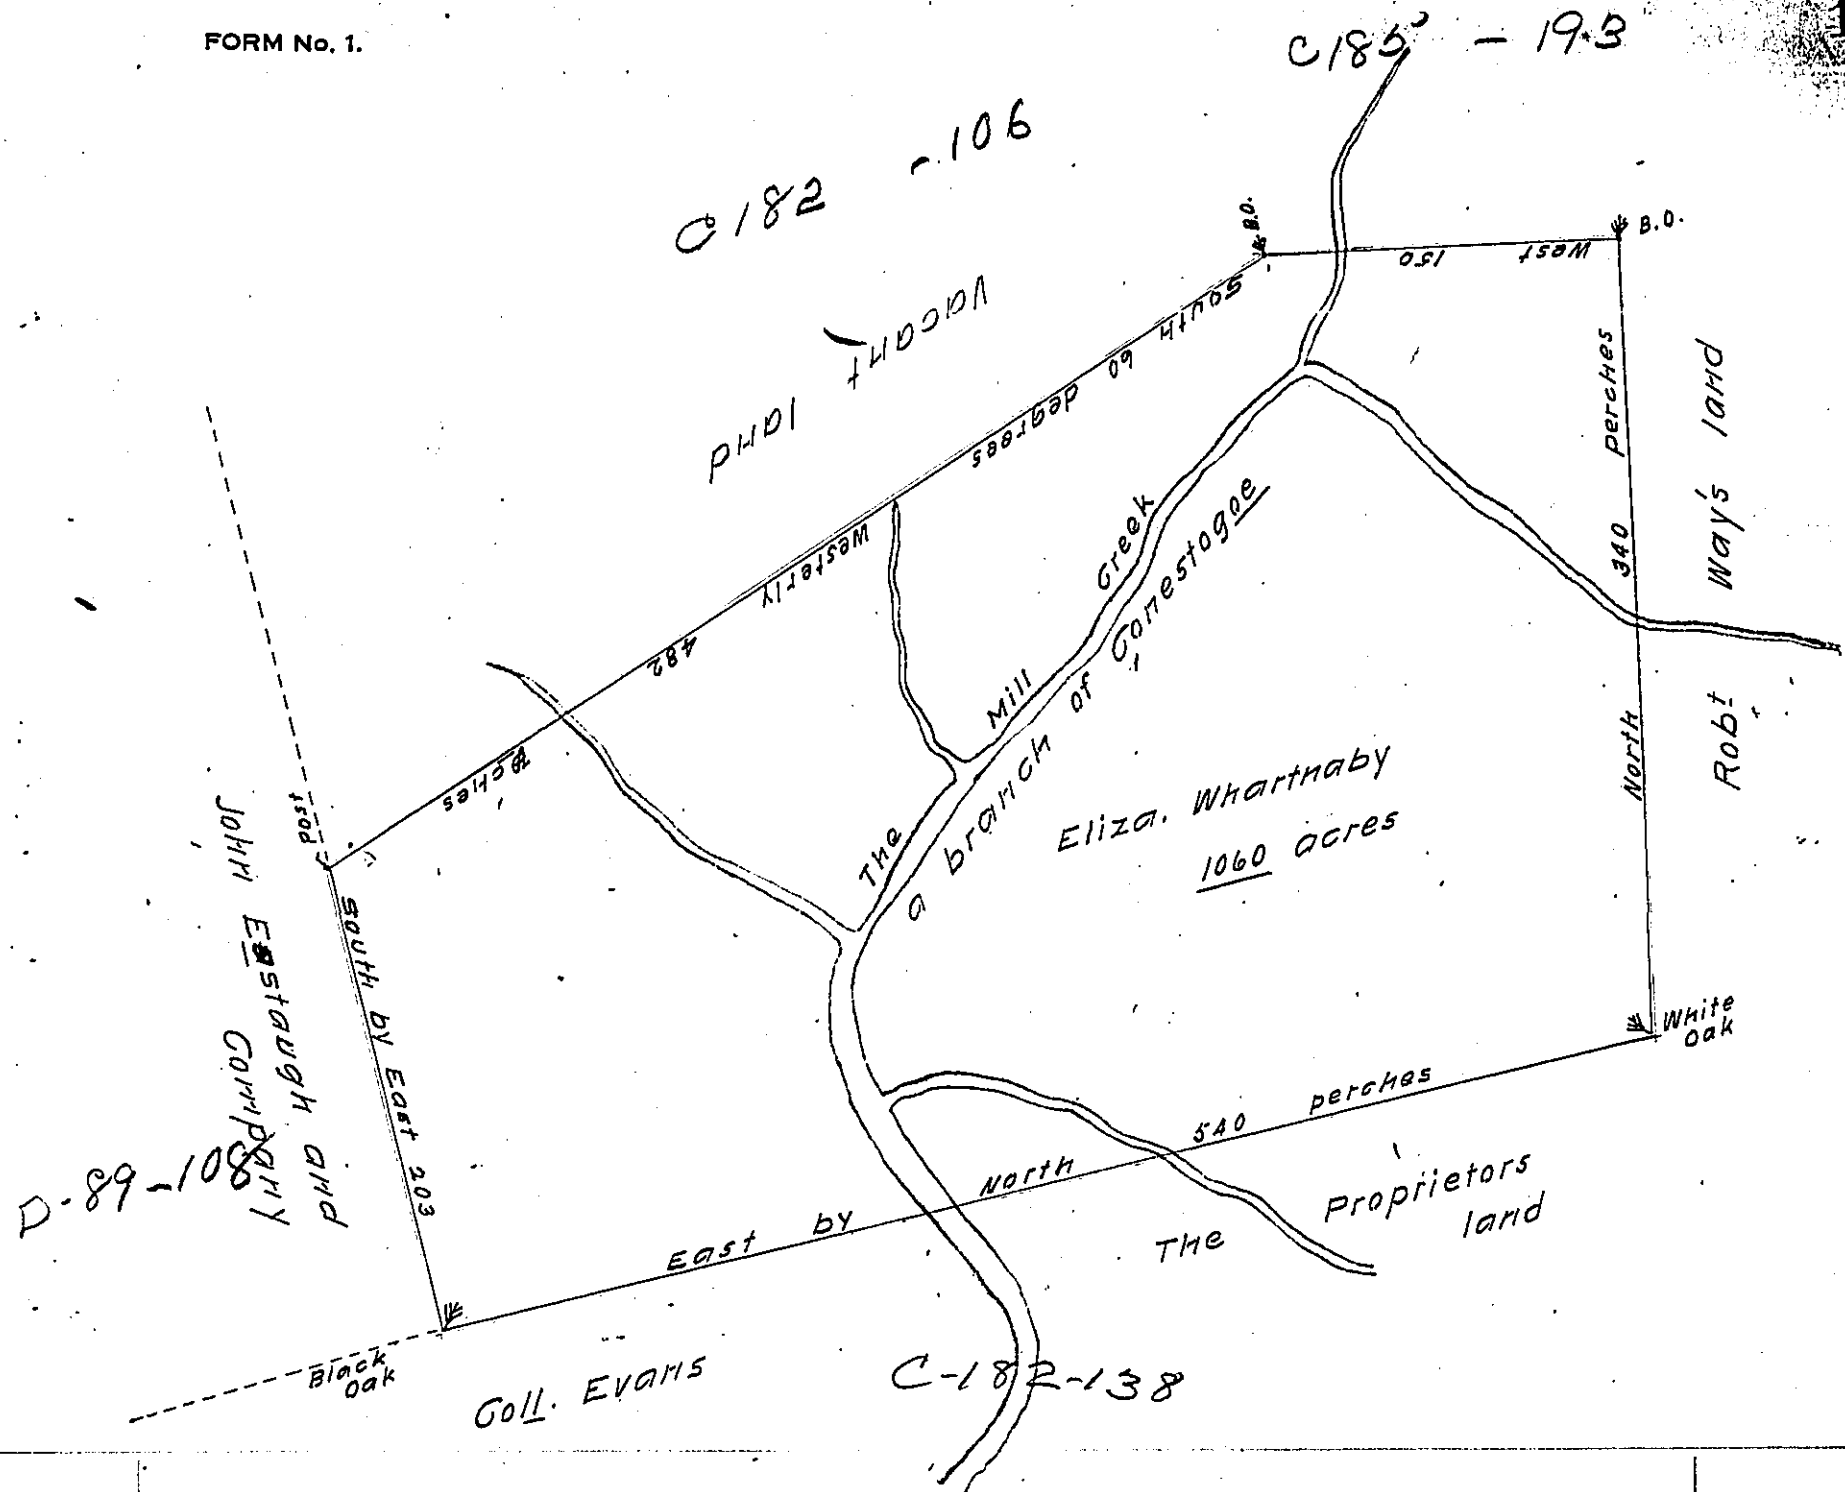 FORM No. 1.
C185 - 193
C182 - 106
Vacant
land
B.O.
B.O.
West 150
South 60 degrees Westerly 482 pches
North 340 perches
Robt Way's land
The Mill Creek
a branch of Conestogoe
Eliza. Whartnaby
1060 acres
Post
South by East 203
John Estaugh and
Company
D-89-108
White
Oak
East by North 540 perches
The Proprietors
land
Black
Oak
Coll. Evans
C-182-138